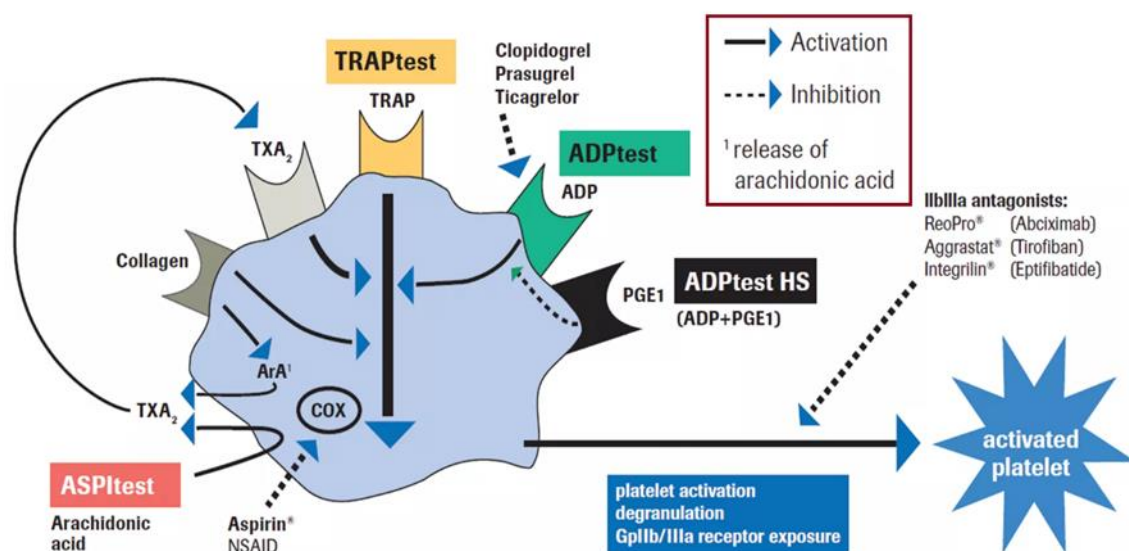 TRAPtest
TRAP
Clopidogrel
Prasugrel
Ticagrelor
Activation
Inhibition
¹ release of
arachidonic acid
TXA₂
ADPtest
ADP
IIbIIIa antagonists:
ReoPro® (Abciximab)
Aggrastat® (Tirofiban)
Integrilin® (Eptifibatide)
Collagen
PGE1
ADPtest HS
(ADP+PGE1)
ArA¹
TXA₂
COX
activated
platelet
ASPItest
Arachidonic
acid
Aspirin®
NSAID
platelet activation
degranulation
GpIIb/IIIa receptor exposure